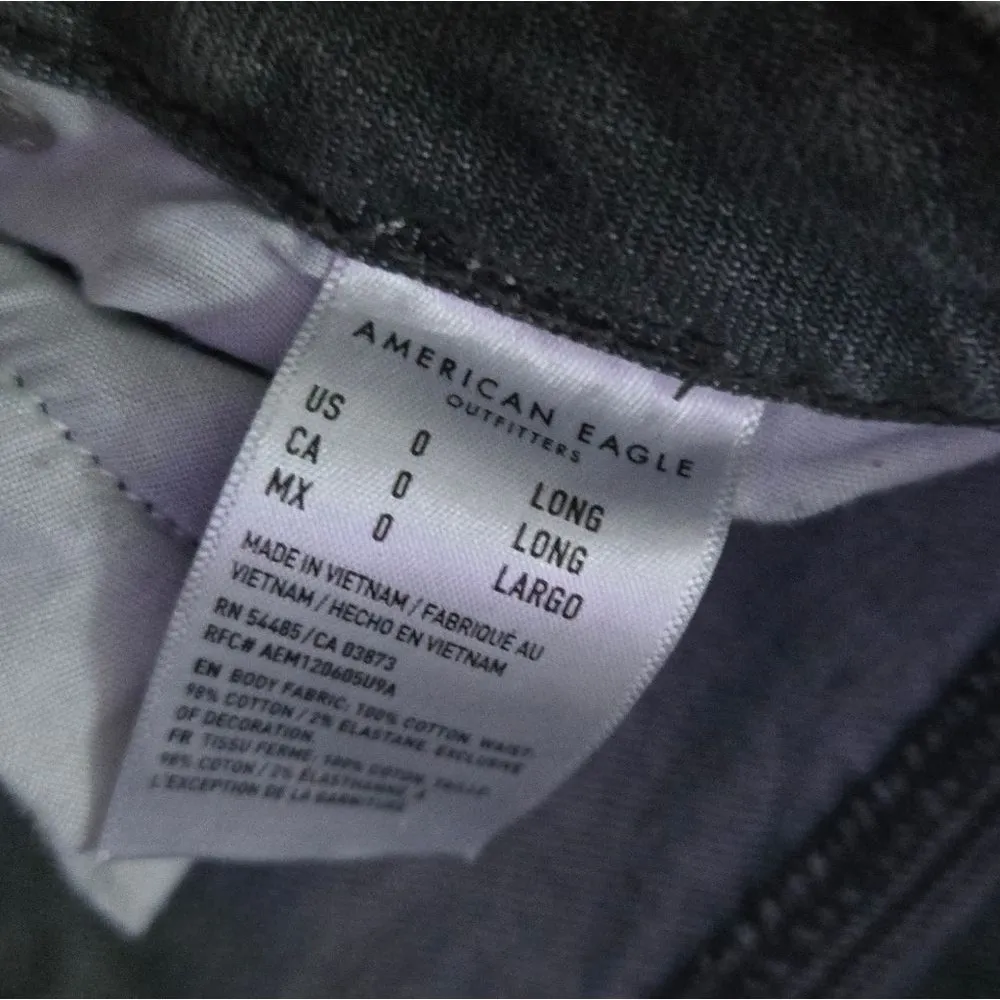 AMERICAN EAGLE
OUTFITTERS
US 0 LONG
CA 0 LONG
MX 0 LARGO
MADE IN VIETNAM / FABRIQUÉ AU
VIETNAM / HECHO EN VIETNAM
RN 54485 / CA 03873
RFC# AEM120605U9A
EN BODY FABRIC: 100% COTTON. WAIST:
98% COTTON / 2% ELASTANE. EXCLUSIVE
OF DECORATION.
FR TISSU FERME: 100% COTON. TAILLE:
98% COTON / 2% ÉLASTHANNE. À
L'EXCEPTION DE LA GARNITURE